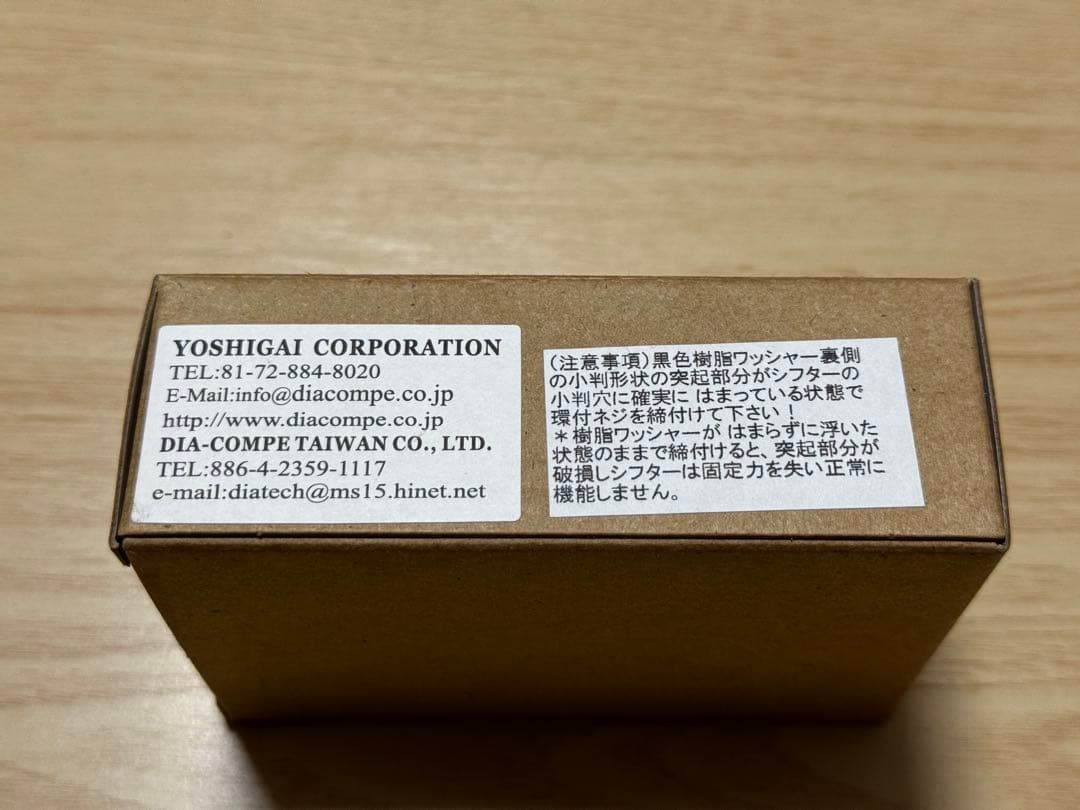 YOSHIGAI CORPORATION
TEL:81-72-884-8020
E-Mail:info@diacompe.co.jp
http://www.diacompe.co.jp
DIA-COMPE TAIWAN CO., LTD.
TEL:886-4-2359-1117
e-mail:diatech@ms15.hinet.net
(注意事項)黒色樹脂ワッシャー裏側
の小判形状の突起部分がシフターの
小判穴に確実に はまっている状態で
環付ネジを締付けて下さい!
*樹脂ワッシャーが はまらずに浮いた
状態のままで締付けると、突起部分が
破損しシフターは固定力を失い正常に
機能しません。